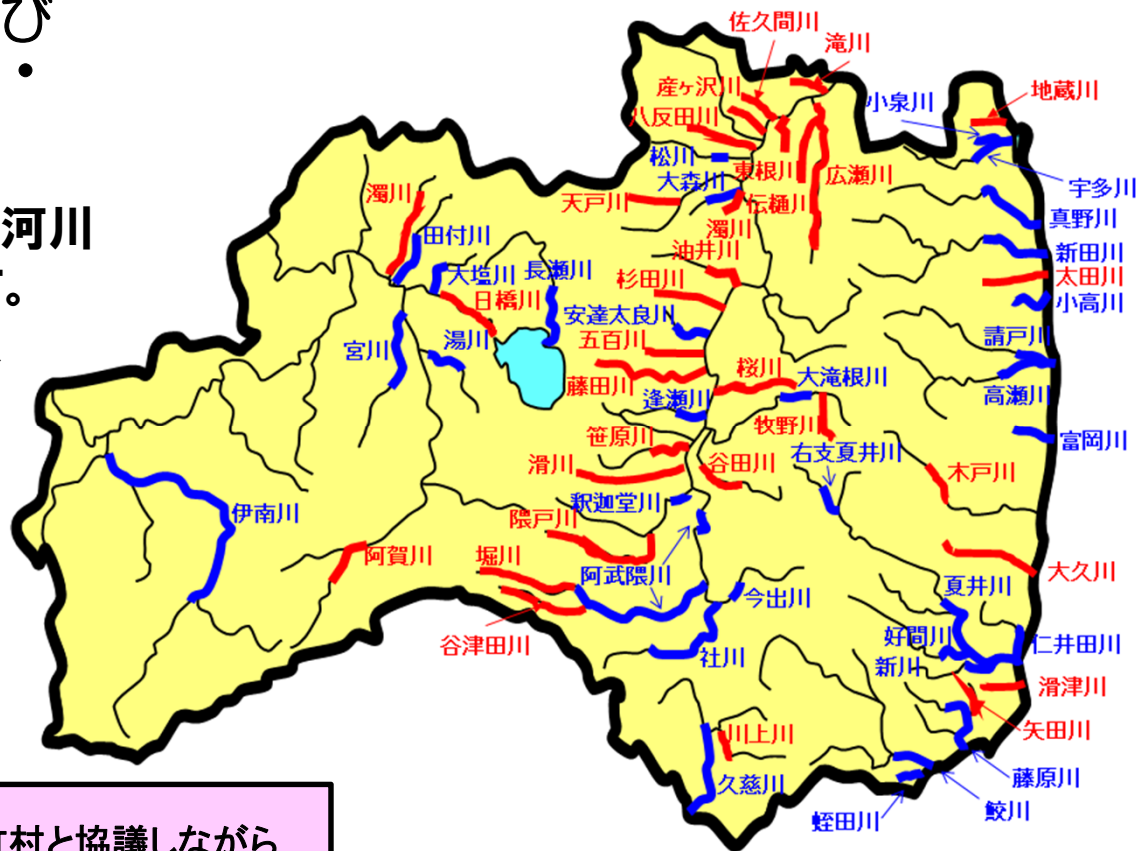 び
・
河川
。
佐久間川
滝川
産ヶ沢川
八反田川
小泉川
地蔵川
松川
東根川
広瀬川
大森川
宇多川
天戸川
伝樋川
濁川
田付川
濁川
真野川
油井川
新田川
大塩川
長瀬川
杉田川
太田川
日橋川
安達太良川
小高川
宮川
湯川
五百川
請戸川
藤田川
桜川
大滝根川
高瀬川
逢瀬川
牧野川
笹原川
富岡川
滑川
谷田川
右支夏井川
木戸川
釈迦堂川
伊南川
隈戸川
阿賀川
堀川
阿武隈川
大久川
今出川
夏井川
谷津田川
社川
好間川
仁井田川
新川
滑津川
川上川
矢田川
久慈川
藤原川
蛭田川
鮫川
村と協議しながら